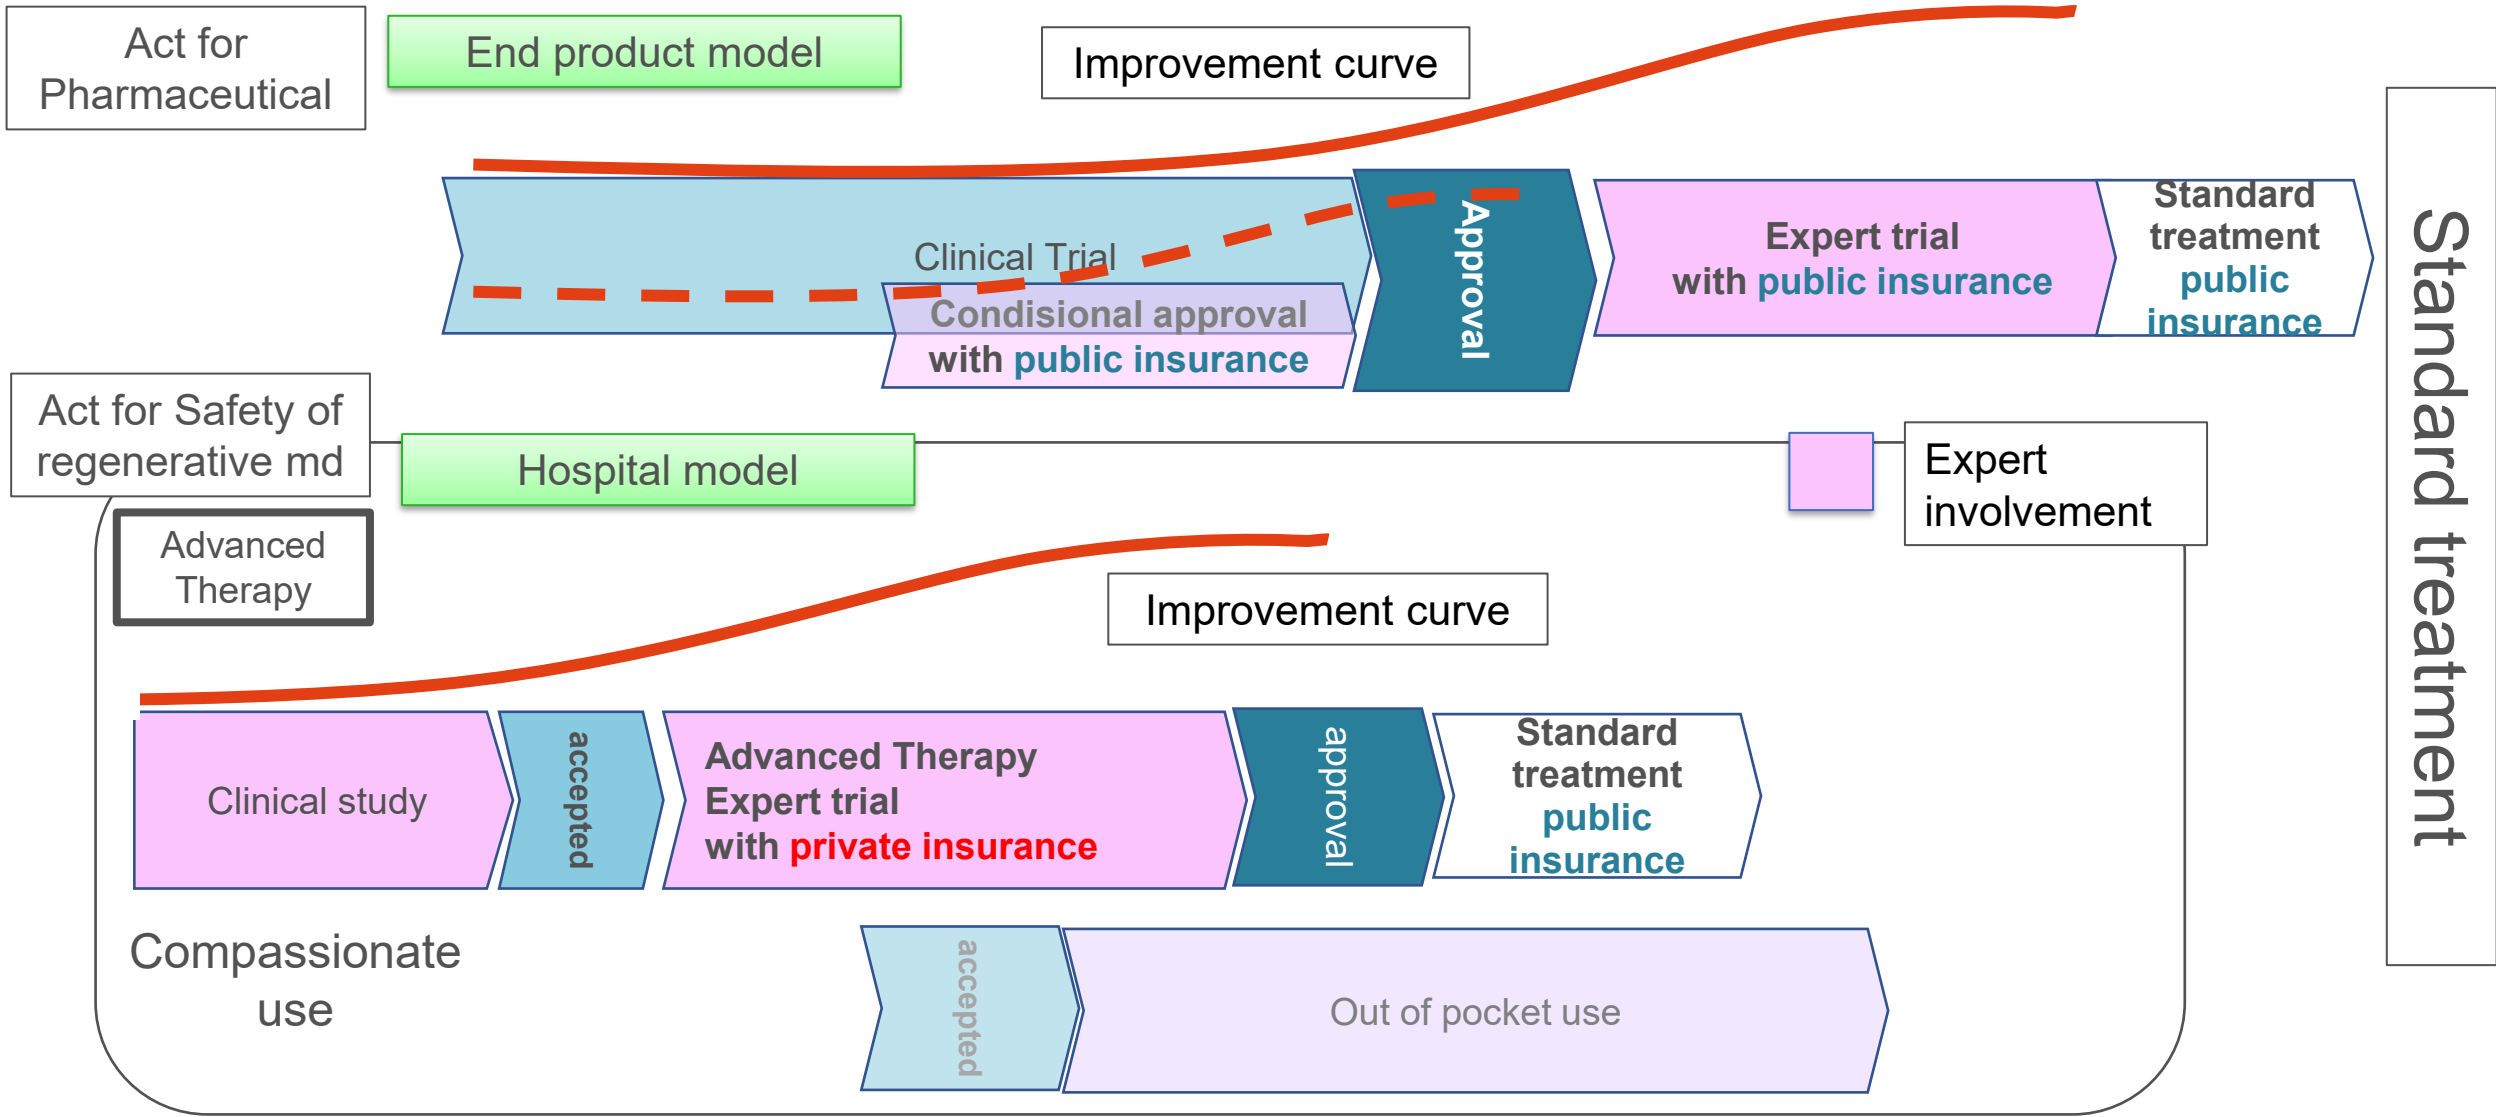 Act for
Pharmaceutical
End product model
Improvement curve
Clinical Trial
Condisional approval
with public insurance
Approval
Expert trial
with public insurance
Standard
treatment
public
insurance
Standard treatment
Act for Safety of
regenerative md
Hospital model
Expert
involvement
Advanced
Therapy
Improvement curve
Clinical study
accepted
Advanced Therapy
Expert trial
with private insurance
approval
Standard
treatment
public
insurance
Compassionate
use
accepted
Out of pocket use